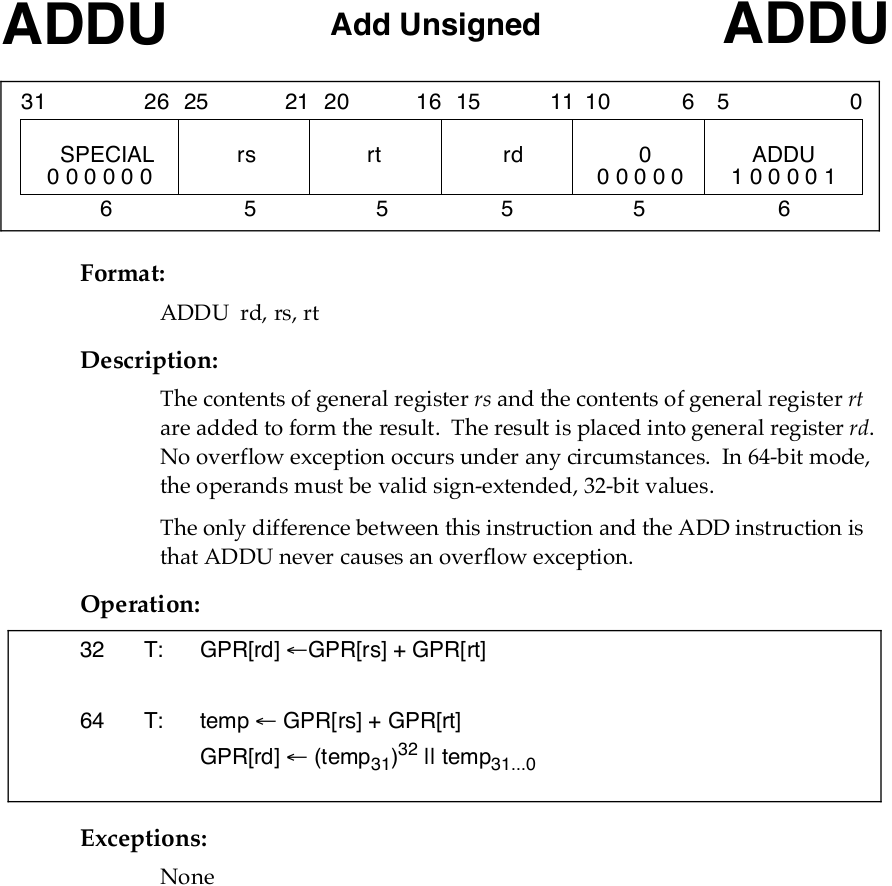 ADDU Add Unsigned ADDU
31 26 25 21 20 16 15 11 10 6 5 0
SPECIAL rs rt rd 0 ADDU
0 0 0 0 0 0 0 0 0 0 0 1 0 0 0 0 1
6 5 5 5 5 6
Format:
ADDU rd, rs, rt
Description:
The contents of general register rs and the contents of general register rt
are added to form the result. The result is placed into general register rd.
No overflow exception occurs under any circumstances. In 64-bit mode,
the operands must be valid sign-extended, 32-bit values.
The only difference between this instruction and the ADD instruction is
that ADDU never causes an overflow exception.
Operation:
32 T: GPR[rd] ←GPR[rs] + GPR[rt]
64 T: temp ← GPR[rs] + GPR[rt]
GPR[rd] ← (temp31)32 || temp31...0
Exceptions:
None